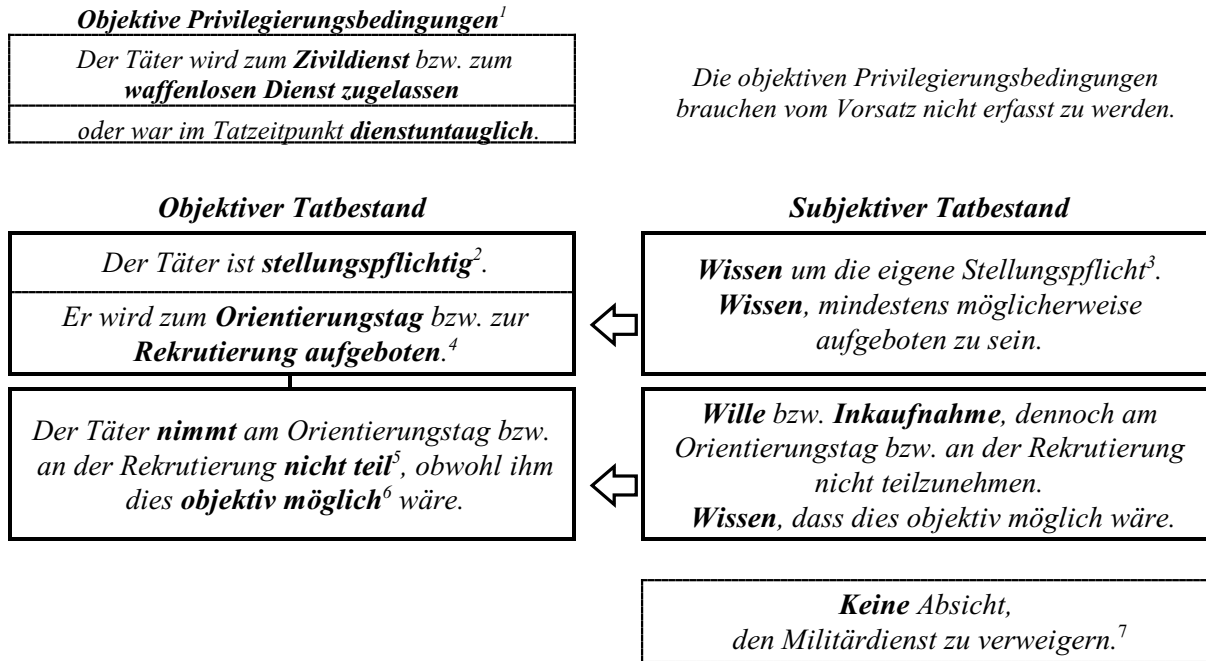 Objektive Privilegierungsbedingungen1
Der Täter wird zum Zivildienst bzw. zum
waffenlosen Dienst zugelassen
oder war im Tatzeitpunkt dienstuntauglich.
Die objektiven Privilegierungsbedingungen
brauchen vom Vorsatz nicht erfasst zu werden.
Objektiver Tatbestand
Der Täter ist stellungspflichtig2.
Er wird zum Orientierungstag bzw. zur
Rekrutierung aufgeboten.4
Der Täter nimmt am Orientierungstag bzw.
an der Rekrutierung nicht teil5, obwohl ihm
dies objektiv möglich6 wäre.
Subjektiver Tatbestand
Wissen um die eigene Stellungspflicht3.
Wissen, mindestens möglicherweise
aufgeboten zu sein.
Wille bzw. Inkaufnahme, dennoch am
Orientierungstag bzw. an der Rekrutierung
nicht teilzunehmen.
Wissen, dass dies objektiv möglich wäre.
Keine Absicht,
den Militärdienst zu verweigern.7